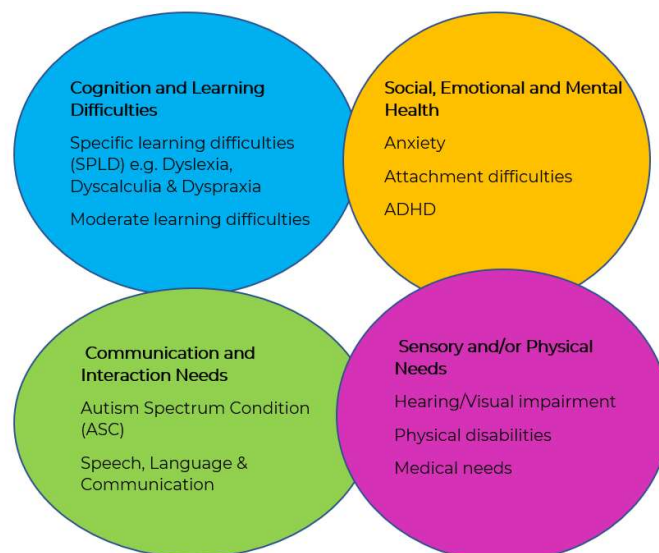 Cognition and Learning
Difficulties
Specific learning difficulties
(SPLD) e.g. Dyslexia,
Dyscalculia & Dyspraxia
Moderate learning difficulties
Social, Emotional and Mental
Health
Anxiety
Attachment difficulties
ADHD
Communication and
Interaction Needs
Autism Spectrum Condition
(ASC)
Speech, Language &
Communication
Sensory and/or Physical
Needs
Hearing/Visual impairment
Physical disabilities
Medical needs